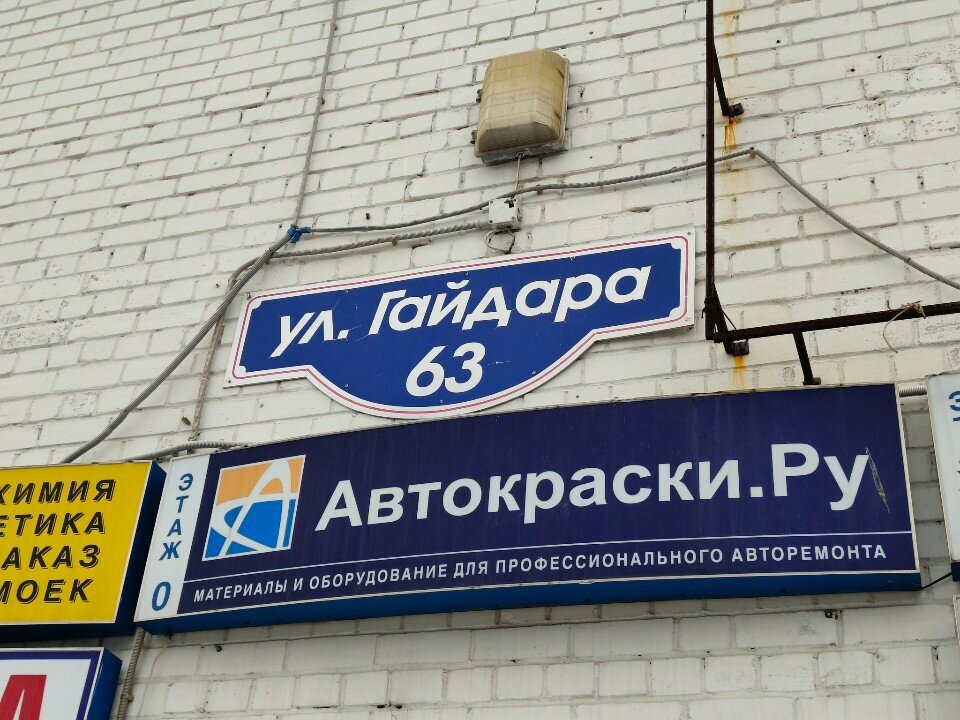 ул. Гайдара
63
ЭТАЖ 0
Автокраски.Ру
МАТЕРИАЛЫ И ОБОРУДОВАНИЕ ДЛЯ ПРОФЕССИОНАЛЬНОГО АВТОРЕМОНТА
ХИМИЯ
ЕТИКА
АКАЗ
МОЕК